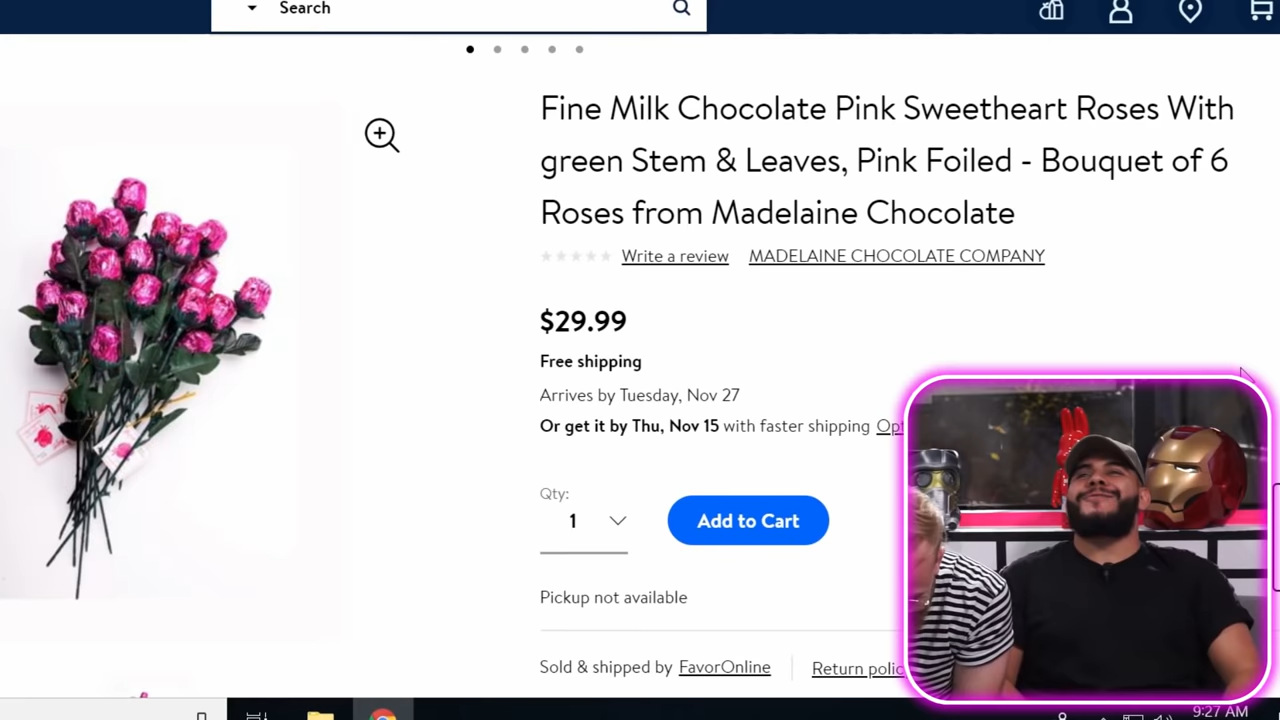 Search
Fine Milk Chocolate Pink Sweetheart Roses With
green Stem & Leaves, Pink Foiled - Bouquet of 6
Roses from Madelaine Chocolate
Write a review MADELAINE CHOCOLATE COMPANY
$29.99
Free shipping
Arrives by Tuesday, Nov 27
Or get it by Thu, Nov 15 with faster shipping Opt
Qty:
1
Add to Cart
Pickup not available
Sold & shipped by FavorOnline Return polic
9:27 AM